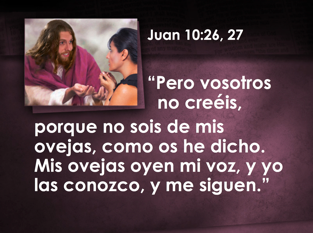 Juan 10:26, 27
“Pero vosotros
no creéis,
porque no sois de mis
ovejas, como os he dicho.
Mis ovejas oyen mi voz, y yo
las conozco, y me siguen.”